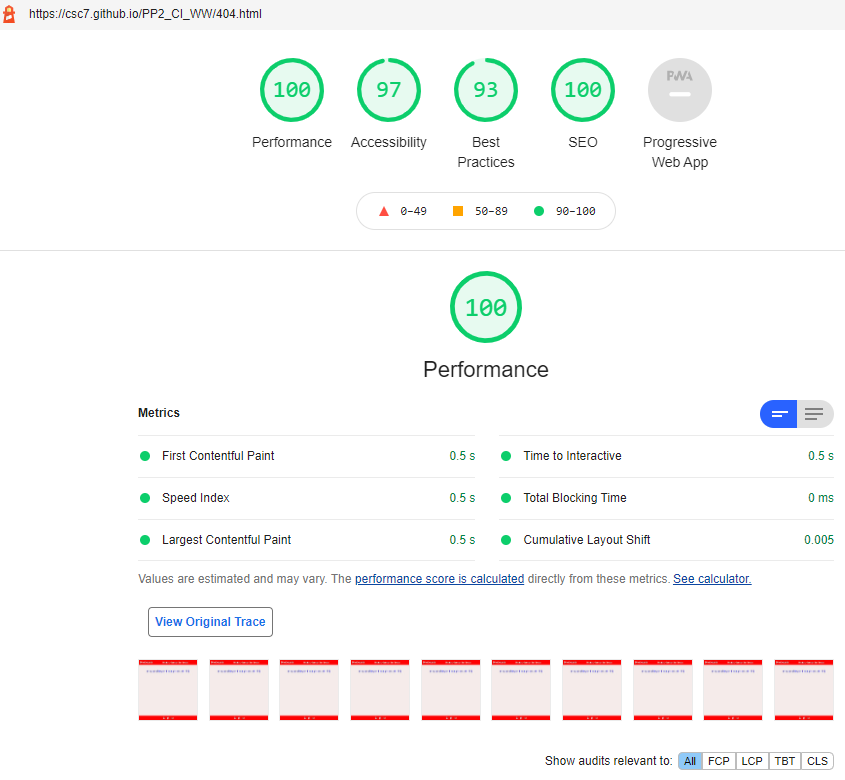 https://csc7.github.io/PP2_CI_WW/404.html
100 97 93 100 PWA
Performance Accessibility Best Practices SEO Progressive Web App
0–49 50–89 90–100
100
Performance
Metrics
First Contentful Paint 0.5 s
Time to Interactive 0.5 s
Speed Index 0.5 s
Total Blocking Time 0 ms
Largest Contentful Paint 0.5 s
Cumulative Layout Shift 0.005
Values are estimated and may vary. The performance score is calculated directly from these metrics. See calculator.
View Original Trace
Show audits relevant to: All FCP LCP TBT CLS